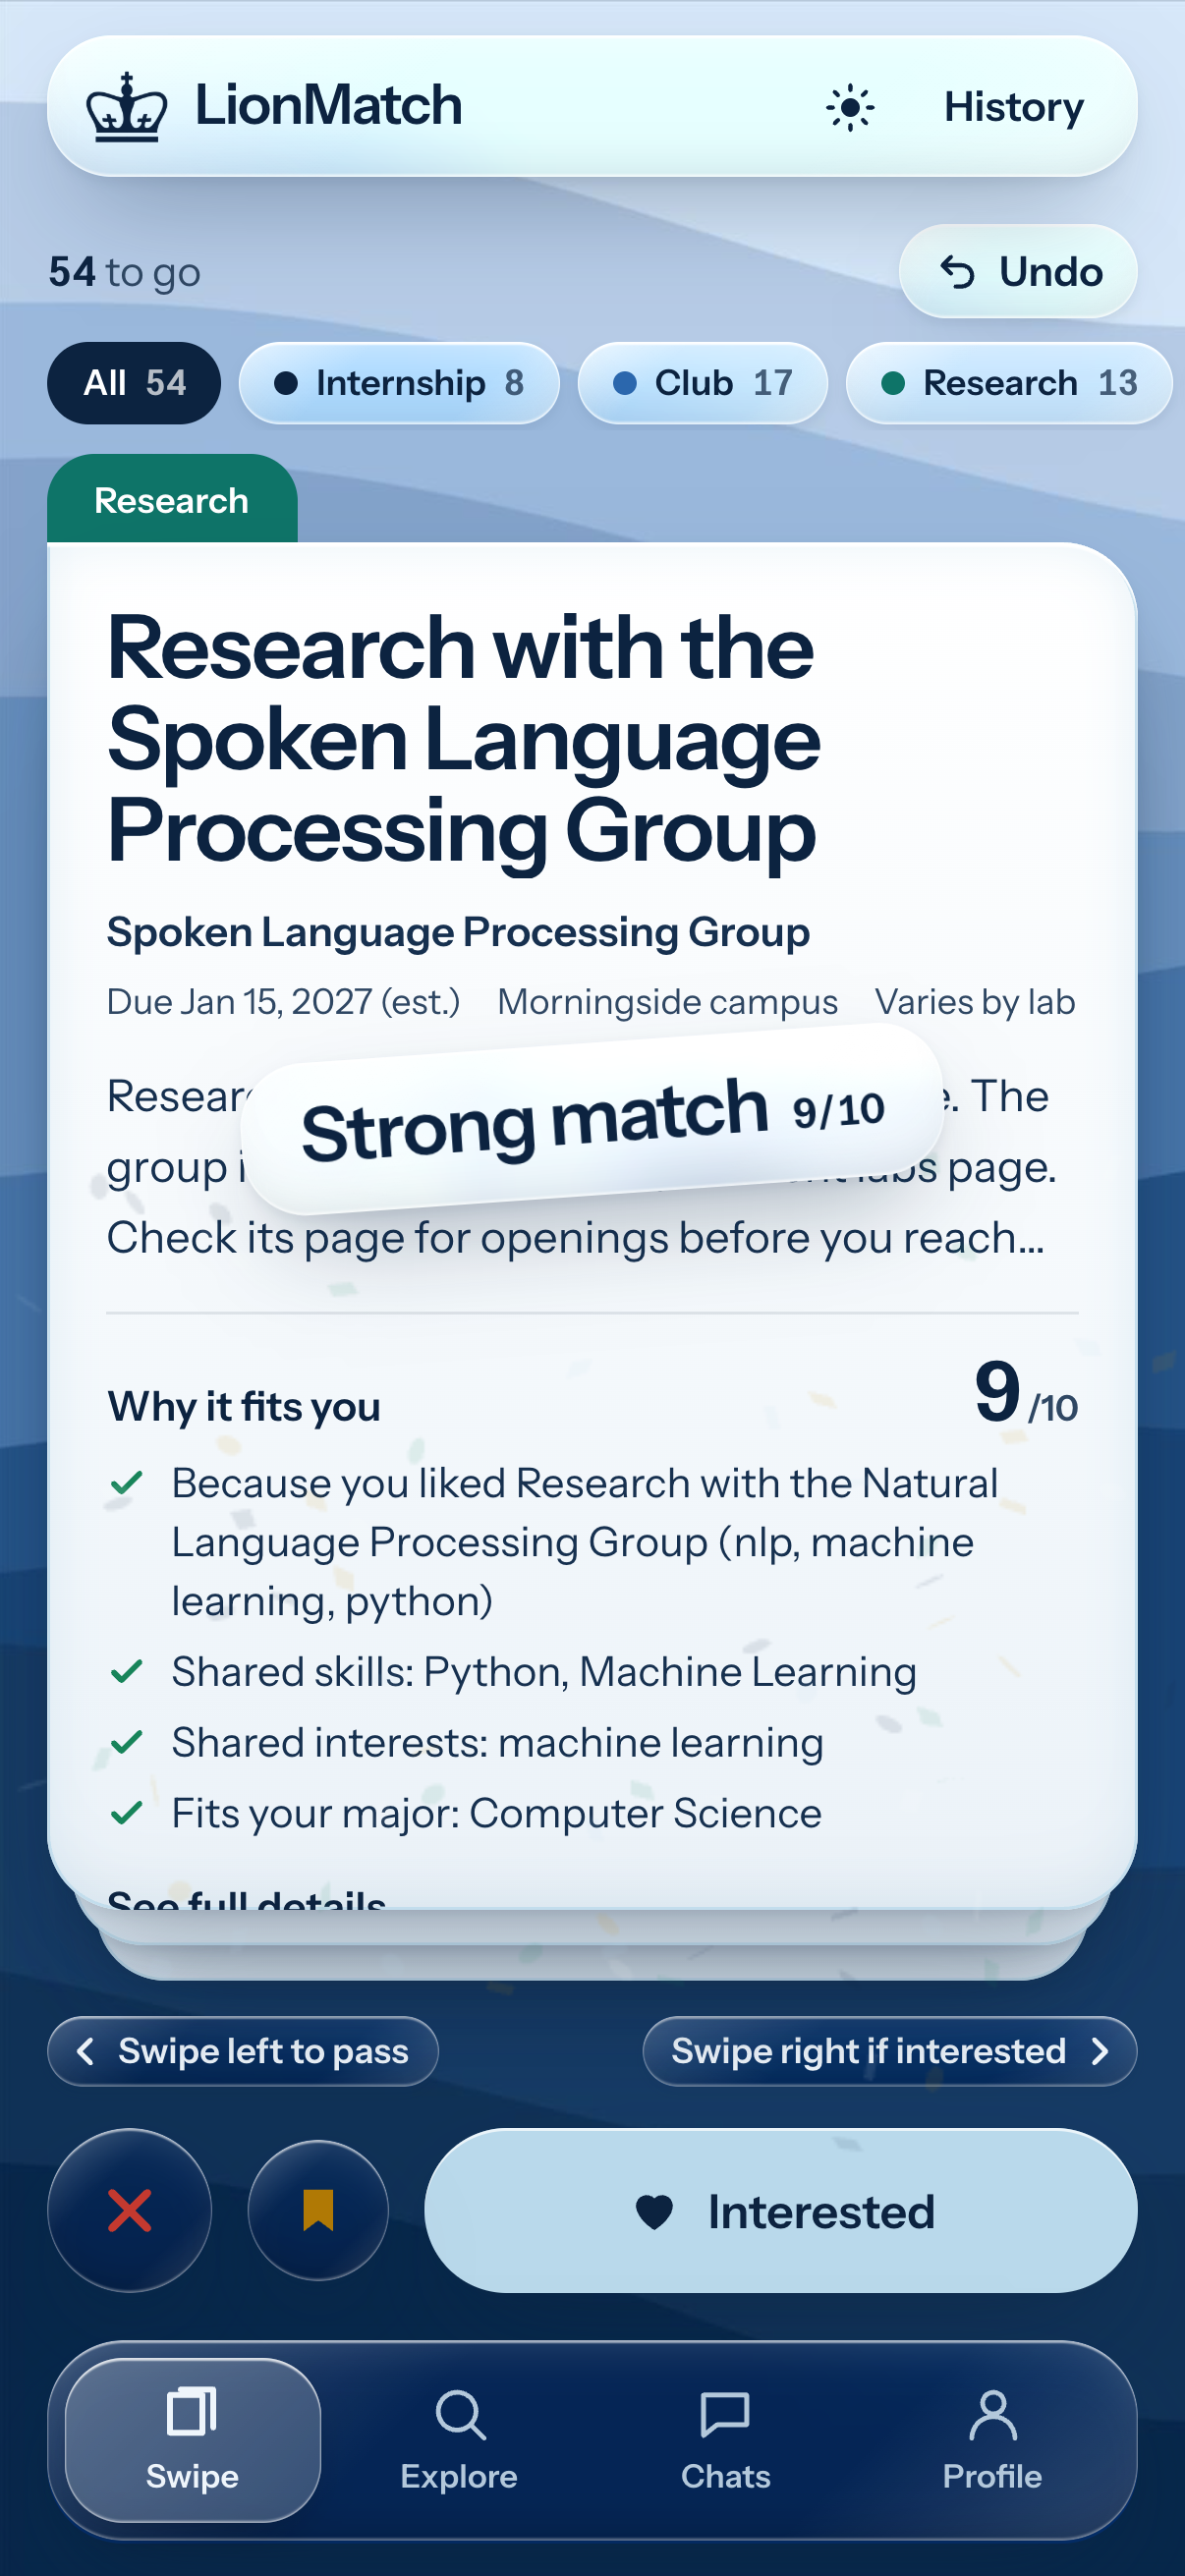 LionMatch
History
54 to go
Undo
All 54
Internship 8
Club 17
Research 13
Research
Research with the
Spoken Language
Processing Group
Spoken Language Processing Group
Due Jan 15, 2027 (est.) Morningside campus Varies by lab
The
Strong match 9/10
group page.
Check its page for openings before you reach...
Why it fits you
9/10
Because you liked Research with the Natural
Language Processing Group (nlp, machine
learning, python)
Shared skills: Python, Machine Learning
Shared interests: machine learning
Fits your major: Computer Science
See full details
Swipe left to pass
Swipe right if interested
Interested
Swipe
Explore
Chats
Profile